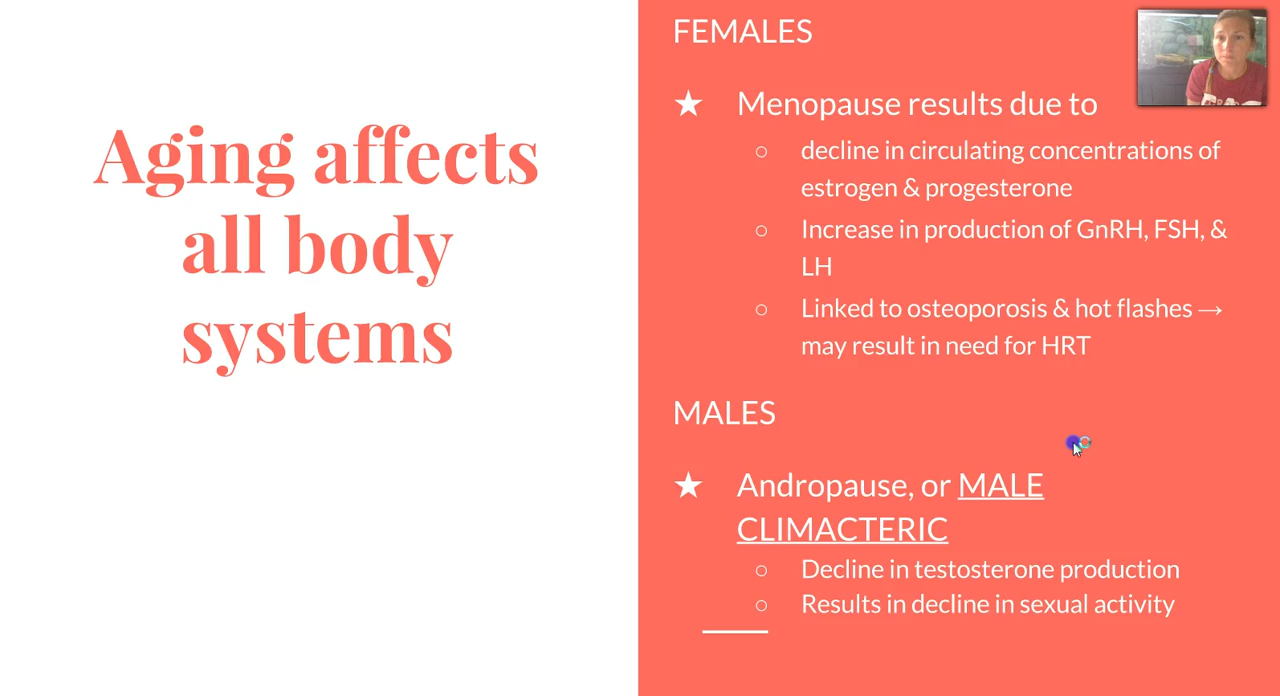 Aging affects
all body
systems
FEMALES
★ Menopause results due to
○ decline in circulating concentrations of
estrogen & progesterone
○ Increase in production of GnRH, FSH, &
LH
○ Linked to osteoporosis & hot flashes →
may result in need for HRT
MALES
★ Andropause, or MALE
CLIMACTERIC
○ Decline in testosterone production
○ Results in decline in sexual activity